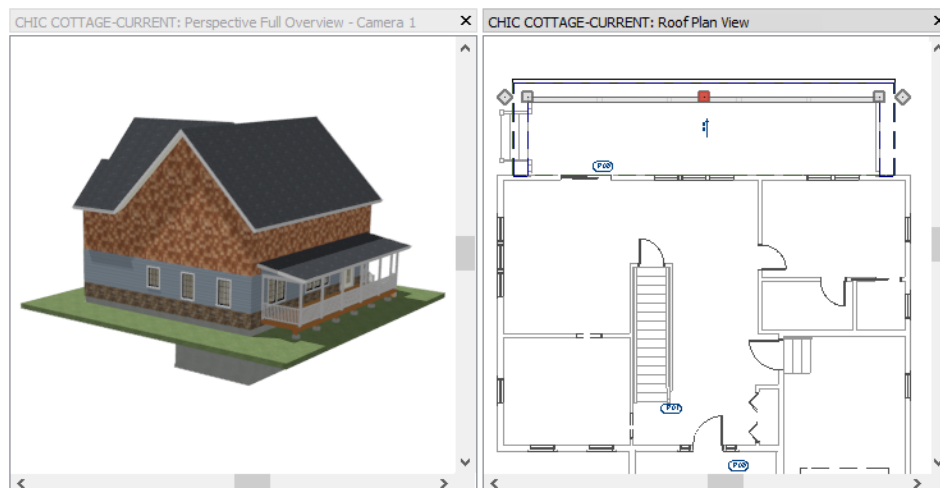 CHIC COTTAGE-CURRENT: Perspective Full Overview - Camera 1
CHIC COTTAGE-CURRENT: Roof Plan View